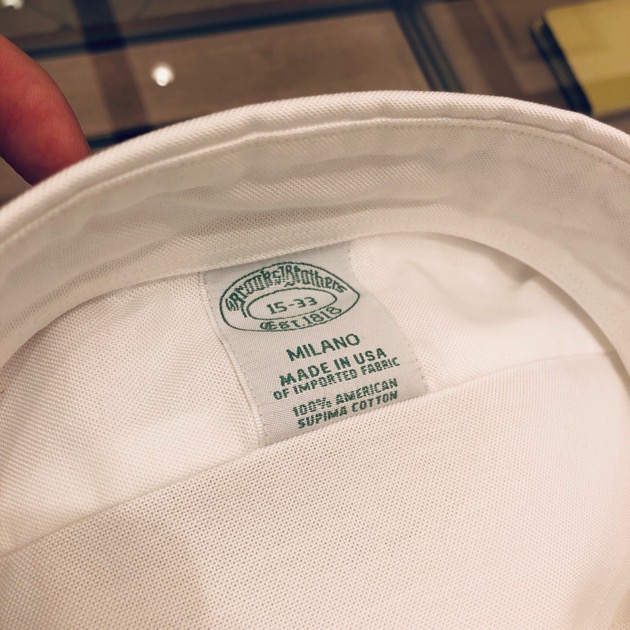 Brooks Brothers
15-33
EST. 1818
MILANO
MADE IN USA
OF IMPORTED FABRIC
100% AMERICAN
SUPIMA COTTON